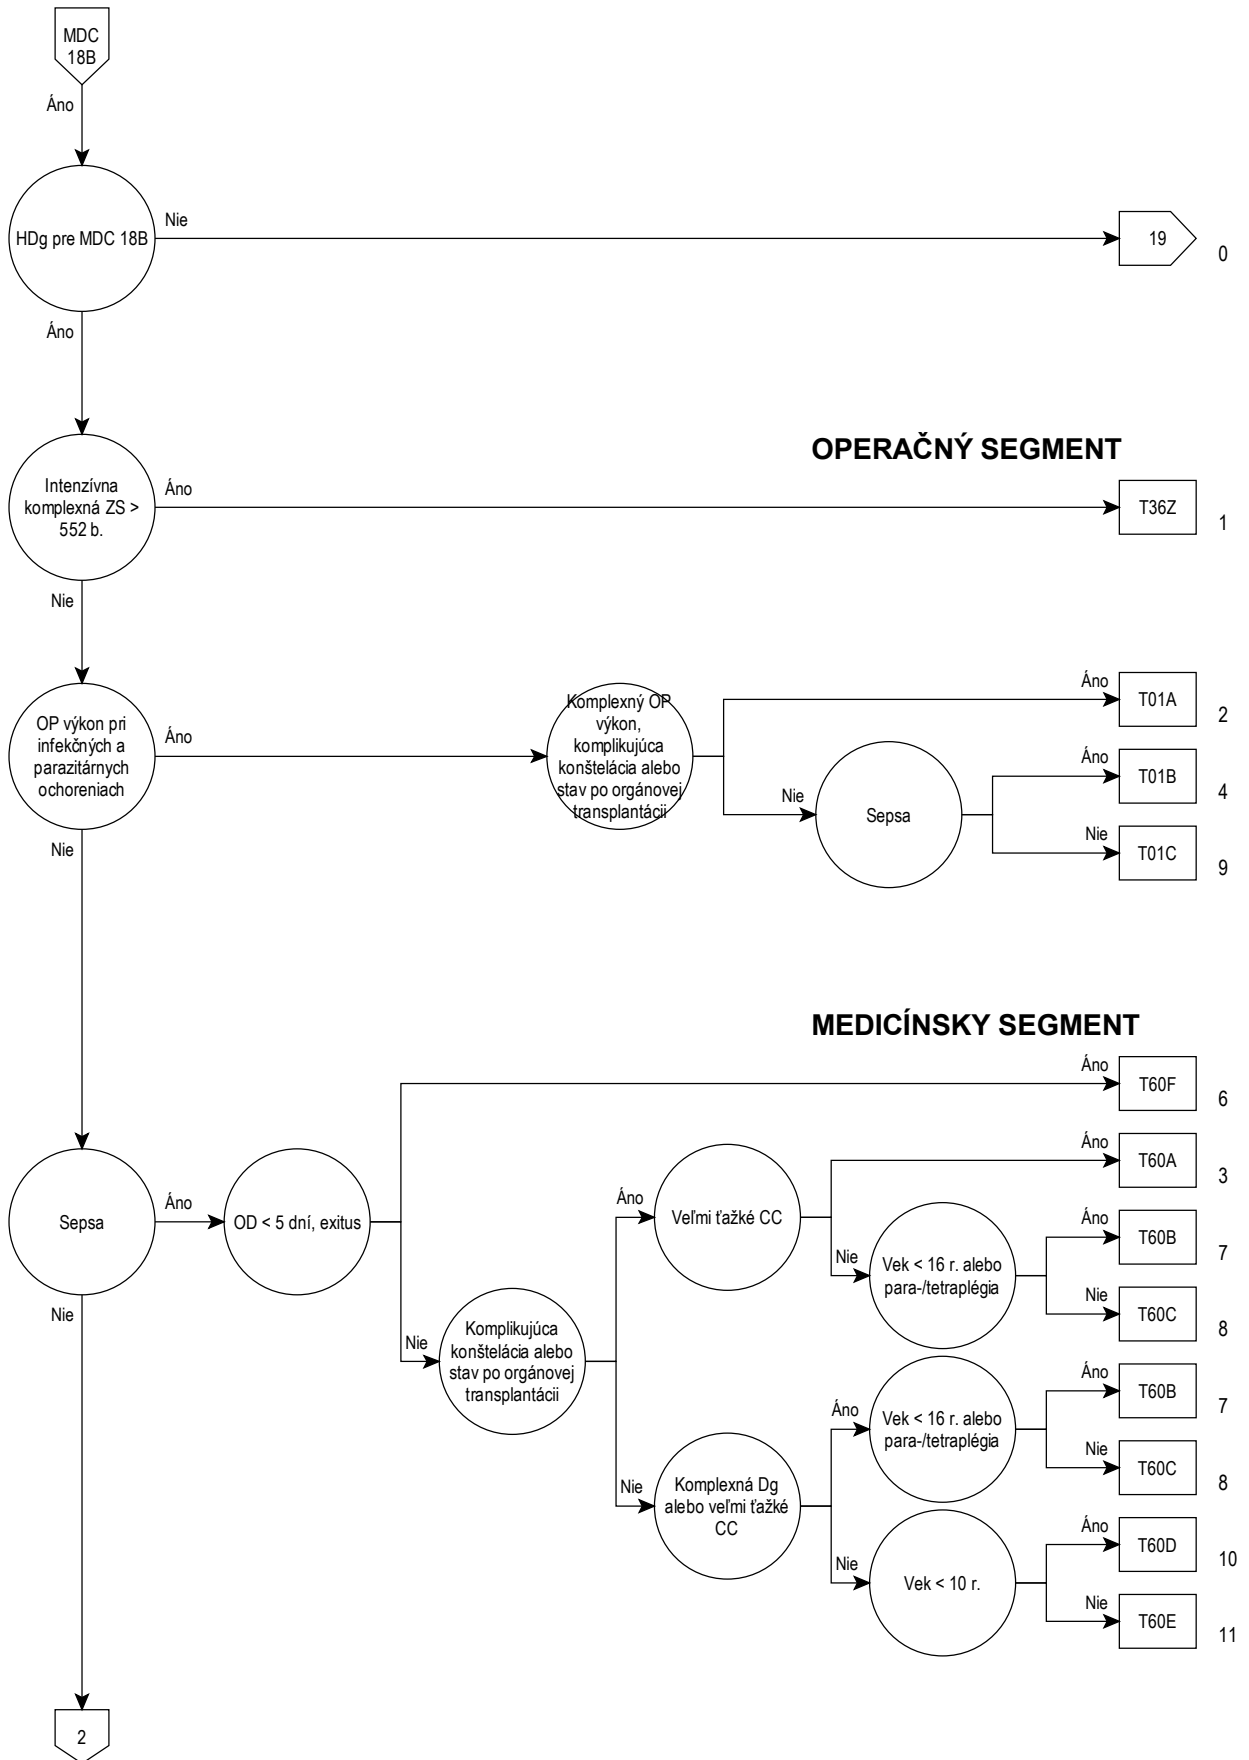 MDC
18B
Áno
HDg pre MDC 18B
Nie
19
0
Áno
OPERAČNÝ SEGMENT
Intenzívna
komplexná ZS >
552 b.
Áno
T36Z
1
Nie
OP výkon pri
infekčných a
parazitárnych
ochoreniach
Áno
Komplexný OP
výkon,
komplikujúca
konštelácia alebo
stav po orgánovej
transplantácii
Áno
T01A
2
Nie
Sepsa
Áno
T01B
4
Nie
T01C
9
Nie
MEDICÍNSKY SEGMENT
Áno
T60F
6
Sepsa
Áno
OD < 5 dní, exitus
Nie
Komplikujúca
konštelácia alebo
stav po orgánovej
transplantácii
Áno
Veľmi ťažké CC
Áno
T60A
3
Nie
Vek < 16 r. alebo
para-/tetraplégia
Áno
T60B
7
Nie
T60C
8
Nie
Komplexná Dg
alebo veľmi ťažké
CC
Áno
Vek < 16 r. alebo
para-/tetraplégia
Áno
T60B
7
Nie
T60C
8
Nie
Vek < 10 r.
Áno
T60D
10
Nie
T60E
11
Nie
2